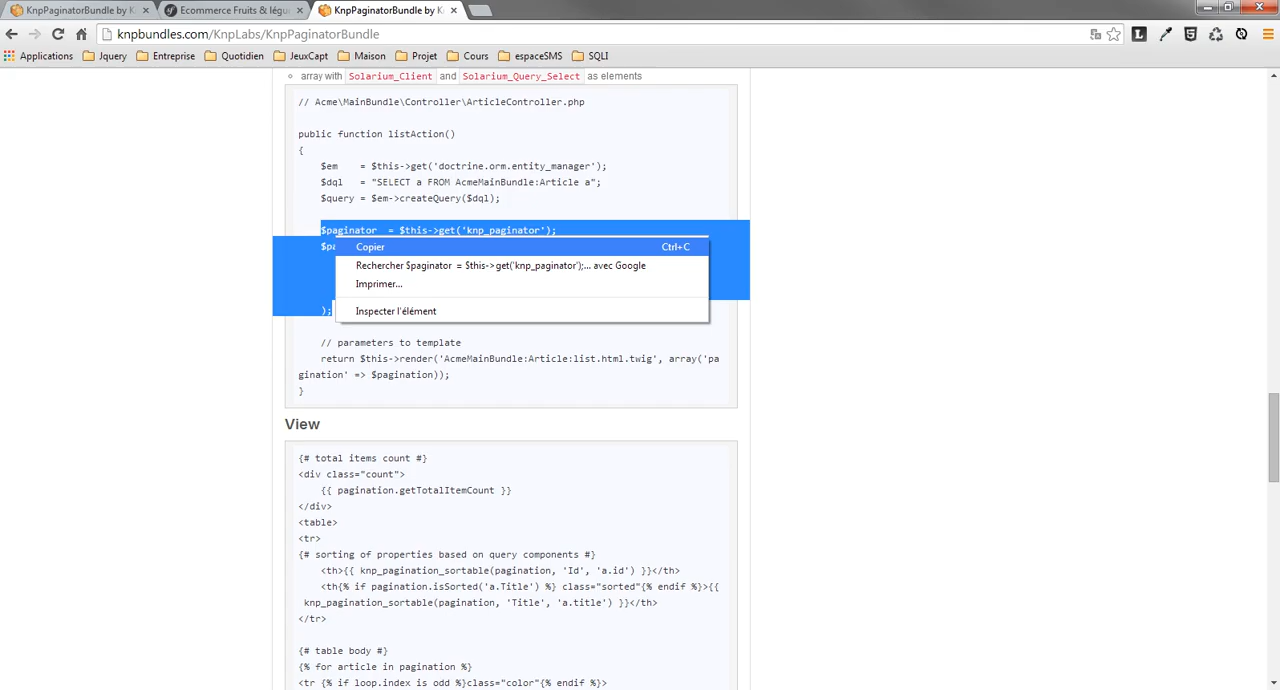 KnpPaginatorBundle by K
Ecommerce Fruits & légu
KnpPaginatorBundle by K
knpbundles.com/KnpLabs/KnpPaginatorBundle
Applications Jquery Entreprise Quotidien JeuxCapt Maison Projet Cours espaceSMS SQLI
array with Solarium_Client and Solarium_Query_Select as elements
// Acme\MainBundle\Controller\ArticleController.php
public function listAction()
{
$em = $this->get('doctrine.orm.entity_manager');
$dql = "SELECT a FROM AcmeMainBundle:Article a";
$query = $em->createQuery($dql);
$paginator = $this->get('knp_paginator');
$pa
Copier Ctrl+C
Rechercher $paginator = $this->get('knp_paginator');... avec Google
Imprimer...
Inspecter l'élément
);
// parameters to template
return $this->render('AcmeMainBundle:Article:list.html.twig', array('pa
gination' => $pagination));
}
View
{# total items count #}
<div class="count">
{{ pagination.getTotalItemCount }}
</div>
<table>
<tr>
{# sorting of properties based on query components #}
<th>{{ knp_pagination_sortable(pagination, 'Id', 'a.id') }}</th>
<th{% if pagination.isSorted('a.Title') %} class="sorted"{% endif %}>{{
knp_pagination_sortable(pagination, 'Title', 'a.title') }}</th>
</tr>
{# table body #}
{% for article in pagination %}
<tr {% if loop.index is odd %}class="color"{% endif %}>